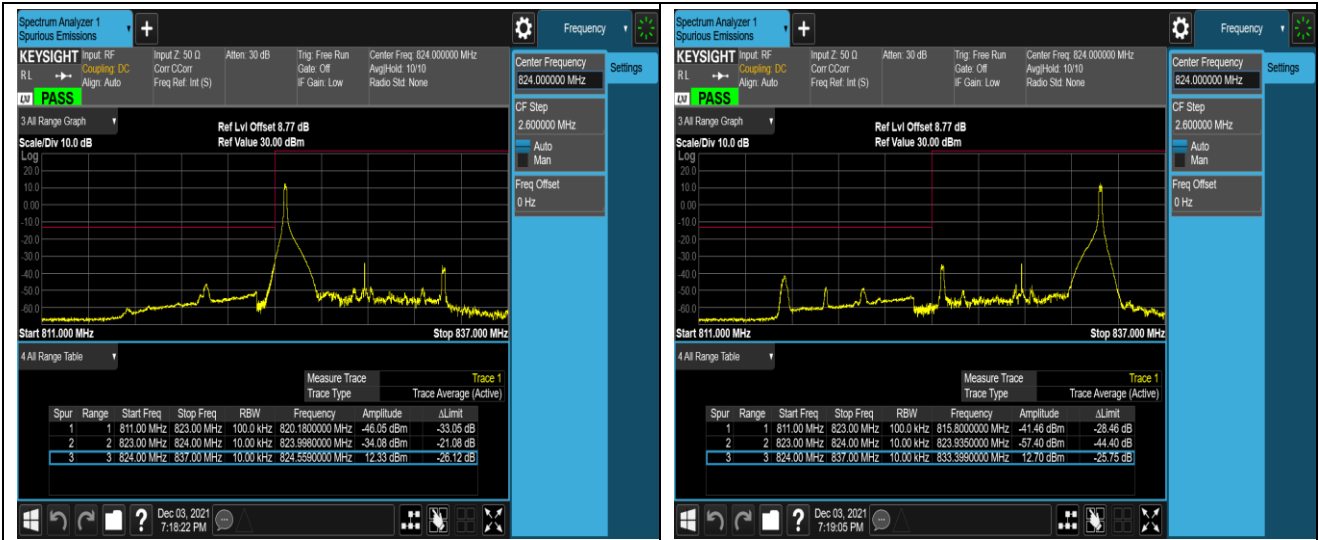 Spectrum Analyzer 1
Spurious Emissions
+
Frequency
KEYSIGHT Input: RF Input Z: 50 Ω Atten: 30 dB Trig: Free Run Center Freq: 824.000000 MHz
Coupling: DC Corr CCorr Gate: Off Avg|Hold: 10/10
RL Align: Auto Freq Ref: Int (S) IF Gain: Low Radio Std: None
PASS
Center Frequency
824.000000 MHz
Settings
CF Step
2.600000 MHz
Auto
Man
Freq Offset
0 Hz
3 All Range Graph
Ref Lvl Offset 8.77 dB
Scale/Div 10.0 dB Ref Value 30.00 dBm
Log
20.0
10.0
0.00
-10.0
-20.0
-30.0
-40.0
-50.0
-60.0
Start 811.000 MHz Stop 837.000 MHz
4 All Range Table
Measure Trace Trace 1
Trace Type Trace Average (Active)
Spur Range Start Freq Stop Freq RBW Frequency Amplitude ΔLimit
1 1 811.00 MHz 823.00 MHz 100.0 kHz 820.1800000 MHz -46.05 dBm -33.05 dB
2 2 823.00 MHz 824.00 MHz 10.00 kHz 823.9980000 MHz -34.08 dBm -21.08 dB
3 3 824.00 MHz 837.00 MHz 10.00 kHz 824.5590000 MHz 12.33 dBm -26.12 dB
?
Dec 03, 2021
7:18:22 PM
Spectrum Analyzer 1
Spurious Emissions
+
Frequency
KEYSIGHT Input: RF Input Z: 50 Ω Atten: 30 dB Trig: Free Run Center Freq: 824.000000 MHz
Coupling: DC Corr CCorr Gate: Off Avg|Hold: 10/10
RL Align: Auto Freq Ref: Int (S) IF Gain: Low Radio Std: None
PASS
Center Frequency
824.000000 MHz
Settings
CF Step
2.600000 MHz
Auto
Man
Freq Offset
0 Hz
3 All Range Graph
Ref Lvl Offset 8.77 dB
Scale/Div 10.0 dB Ref Value 30.00 dBm
Log
20.0
10.0
0.00
-10.0
-20.0
-30.0
-40.0
-50.0
-60.0
Start 811.000 MHz Stop 837.000 MHz
4 All Range Table
Measure Trace Trace 1
Trace Type Trace Average (Active)
Spur Range Start Freq Stop Freq RBW Frequency Amplitude ΔLimit
1 1 811.00 MHz 823.00 MHz 100.0 kHz 815.8000000 MHz -41.46 dBm -28.46 dB
2 2 823.00 MHz 824.00 MHz 10.00 kHz 823.9350000 MHz -57.40 dBm -44.40 dB
3 3 824.00 MHz 837.00 MHz 10.00 kHz 833.3990000 MHz 12.70 dBm -25.75 dB
?
Dec 03, 2021
7:19:05 PM